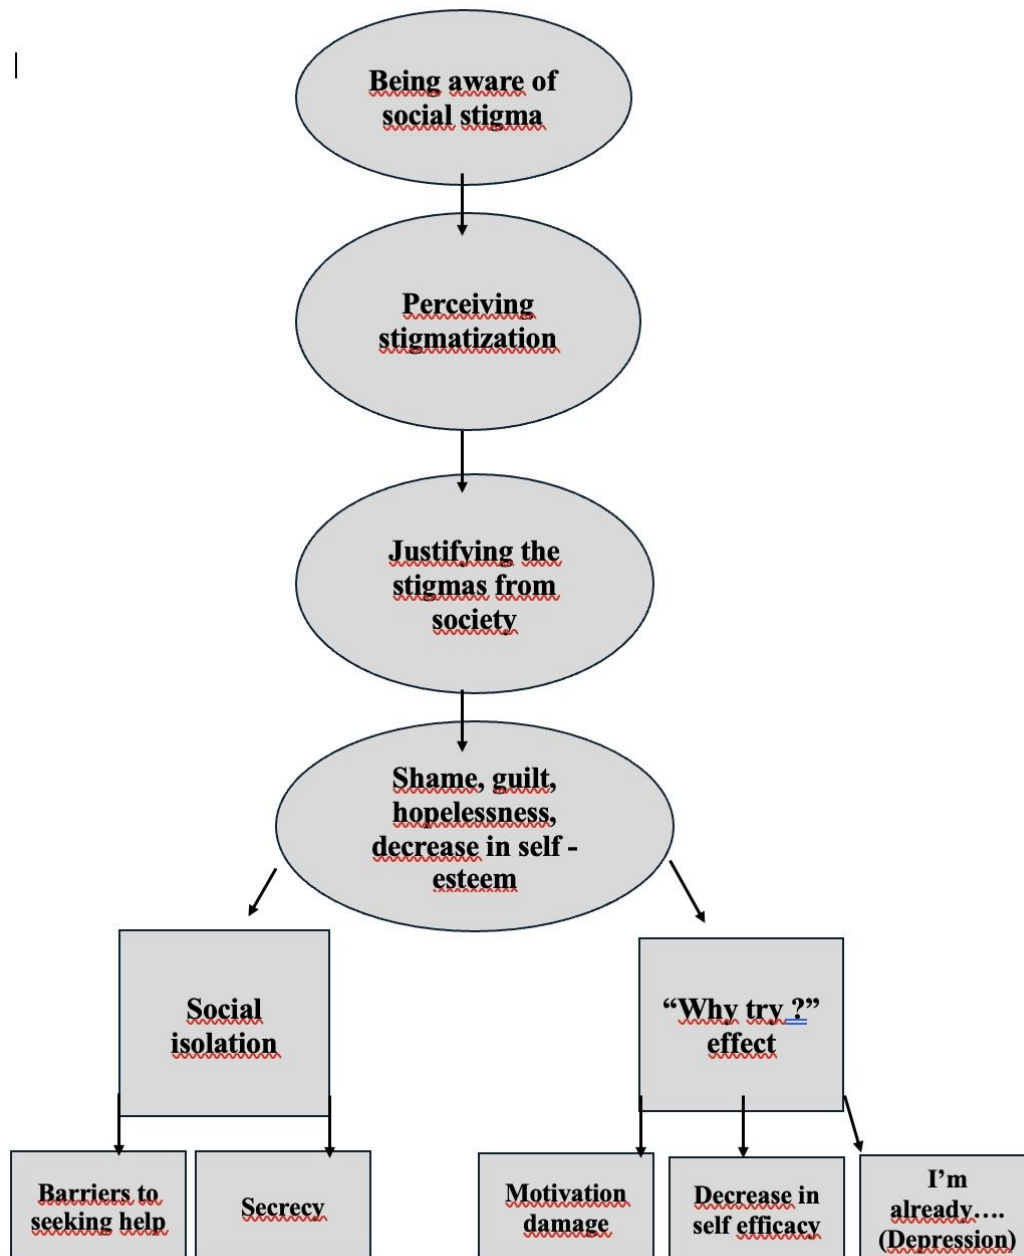 Being aware of
social stigma
Perceiving
stigmatization
Justifying the
stigmas from
society
Shame, guilt,
hopelessness,
decrease in self -
esteem
Social
isolation
“Why try ?”
effect
Barriers to
seeking help
Secrecy
Motivation
damage
Decrease in
self efficacy
I’m
already….
(Depression)